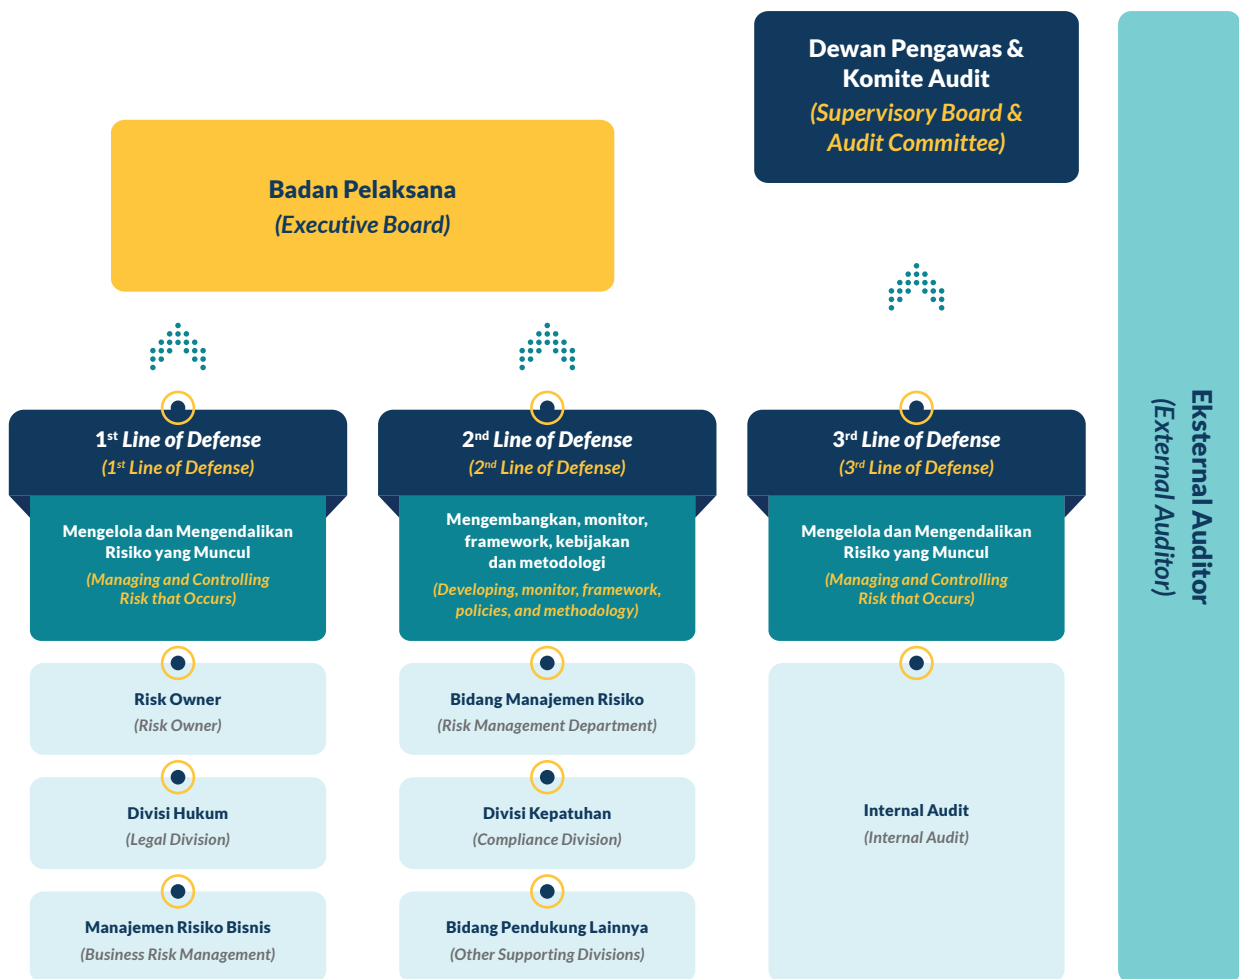 Dewan Pengawas &
Komite Audit
(Supervisory Board &
Audit Committee)
Badan Pelaksana
(Executive Board)
1st Line of Defense
(1st Line of Defense)
Mengelola dan Mengendalikan
Risiko yang Muncul
(Managing and Controlling
Risk that Occurs)
Risk Owner
(Risk Owner)
Divisi Hukum
(Legal Division)
Manajemen Risiko Bisnis
(Business Risk Management)
2nd Line of Defense
(2nd Line of Defense)
Mengembangkan, monitor,
framework, kebijakan
dan metodologi
(Developing, monitor, framework,
policies, and methodology)
Bidang Manajemen Risiko
(Risk Management Department)
Divisi Kepatuhan
(Compliance Division)
Bidang Pendukung Lainnya
(Other Supporting Divisions)
3rd Line of Defense
(3rd Line of Defense)
Mengelola dan Mengendalikan
Risiko yang Muncul
(Managing and Controlling
Risk that Occurs)
Internal Audit
(Internal Audit)
Eksternal Auditor
(External Auditor)